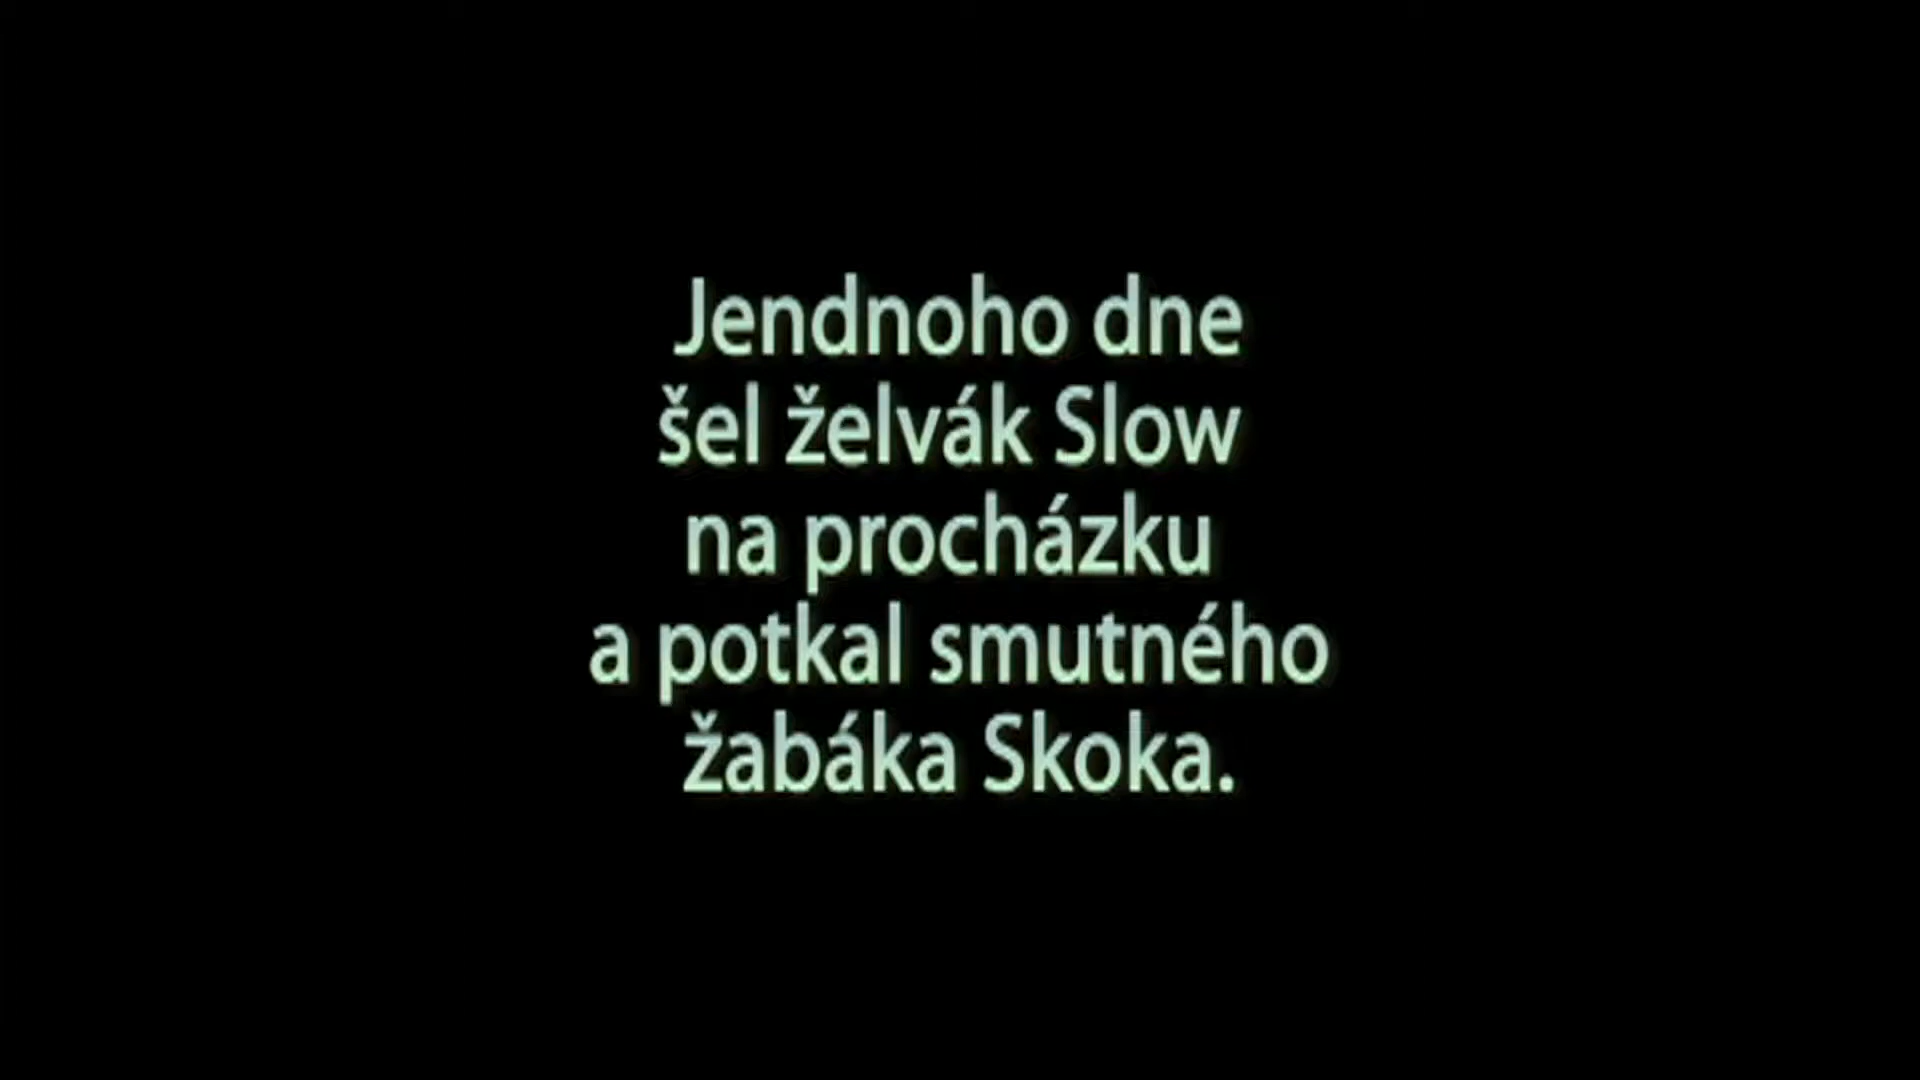 Jendnoho dne
šel želvák Slow
na procházku
a potkal smutného
žabáka Skoka.